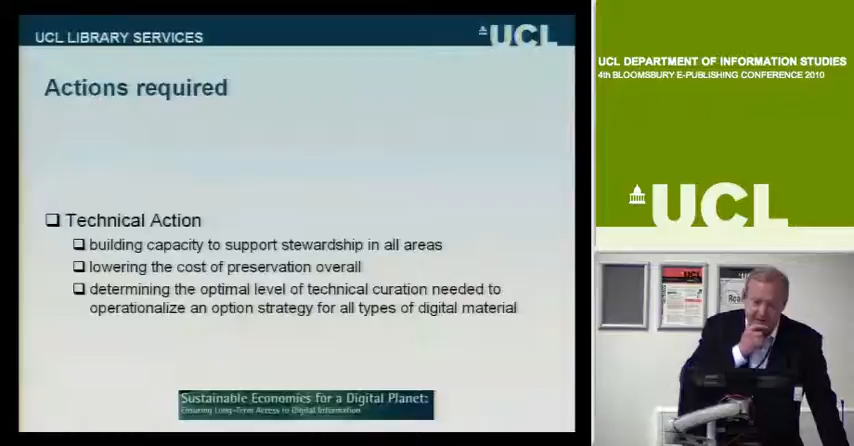 UCL LIBRARY SERVICES
UCL
Actions required
Technical Action
building capacity to support stewardship in all areas
lowering the cost of preservation overall
determining the optimal level of technical curation needed to
operationalize an option strategy for all types of digital material
Sustainable Economics for a Digital Planet:
Ensuring Long-Term Access to Digital Information
UCL DEPARTMENT OF INFORMATION STUDIES
4th BLOOMSBURY E-PUBLISHING CONFERENCE 2010
UCL